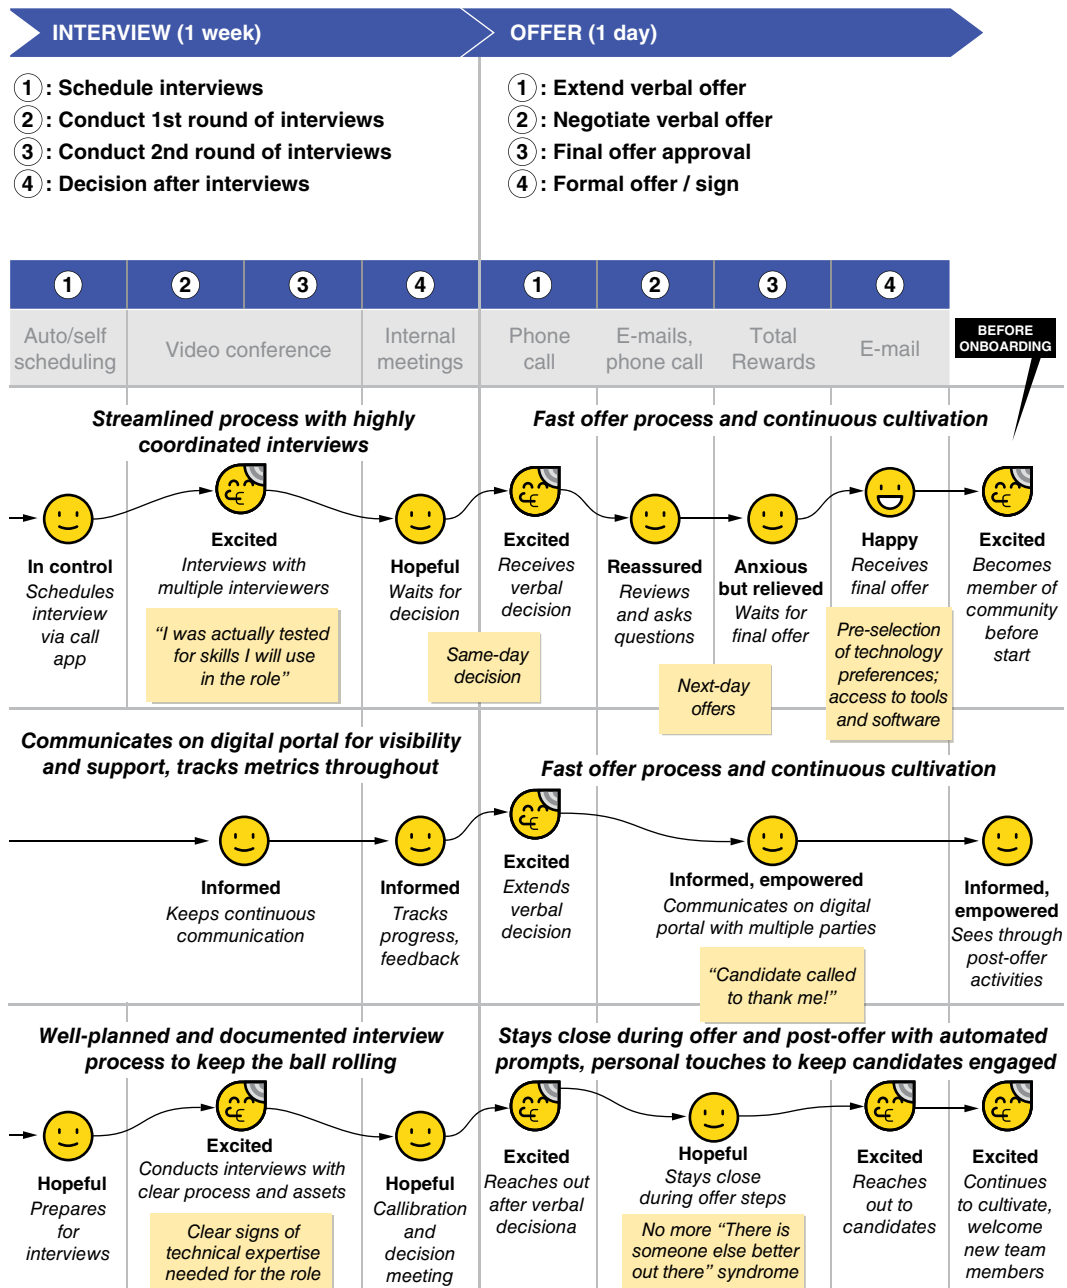 INTERVIEW (1 week)
OFFER (1 day)
1 : Schedule interviews
2 : Conduct 1st round of interviews
3 : Conduct 2nd round of interviews
4 : Decision after interviews
1 : Extend verbal offer
2 : Negotiate verbal offer
3 : Final offer approval
4 : Formal offer / sign
1 2 3 4 1 2 3 4
Auto/self
scheduling
Video conference
Internal
meetings
Phone
call
E-mails,
phone call
Total
Rewards
E-mail
BEFORE
ONBOARDING
Streamlined process with highly
coordinated interviews
Fast offer process and continuous cultivation
In control
Schedules
interview
via call
app
Excited
Interviews with
multiple interviewers
“I was actually tested
for skills I will use
in the role”
Hopeful
Waits for
decision
Same-day
decision
Excited
Receives
verbal
decision
Reassured
Reviews
and asks
questions
Next-day
offers
Anxious
but relieved
Waits for
final offer
Happy
Receives
final offer
Pre-selection
of technology
preferences;
access to tools
and software
Excited
Becomes
member of
community
before
start
Communicates on digital portal for visibility
and support, tracks metrics throughout
Fast offer process and continuous cultivation
Informed
Keeps continuous
communication
Informed
Tracks
progress,
feedback
Excited
Extends
verbal
decision
Informed, empowered
Communicates on digital
portal with multiple parties
“Candidate called
to thank me!”
Informed,
empowered
Sees through
post-offer
activities
Well-planned and documented interview
process to keep the ball rolling
Stays close during offer and post-offer with automated
prompts, personal touches to keep candidates engaged
Hopeful
Prepares
for
interviews
Excited
Conducts interviews with
clear process and assets
Clear signs of
technical expertise
needed for the role
Hopeful
Callibration
and
decision
meeting
Excited
Reaches out
after verbal
decisiona
Hopeful
Stays close
during offer steps
No more “There is
someone else better
out there” syndrome
Excited
Reaches
out to
candidates
Excited
Continues
to cultivate,
welcome
new team
members